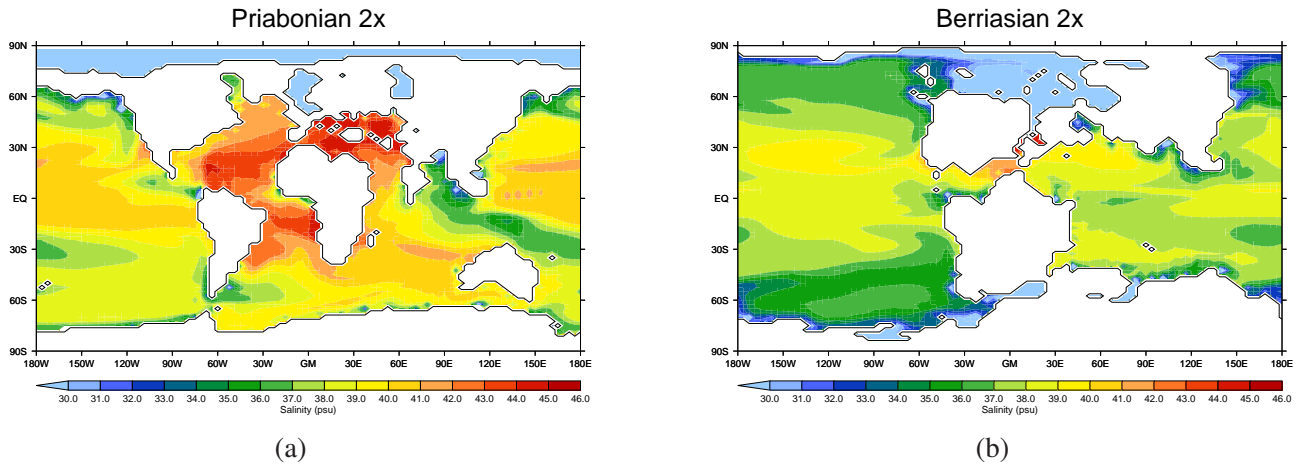 Priabonian 2x
90N
60N
30N
EQ
30S
60S
90S
180W 150W 120W 90W 60W 30W GM 30E 60E 90E 120E 150E 180E
30.0 31.0 32.0 33.0 34.0 35.0 36.0 37.0 38.0 39.0 40.0 41.0 42.0 43.0 44.0 45.0 46.0
Salinity (psu)
(a)
Berriasian 2x
90N
60N
30N
EQ
30S
60S
90S
180W 150W 120W 90W 60W 30W GM 30E 60E 90E 120E 150E 180E
30.0 31.0 32.0 33.0 34.0 35.0 36.0 37.0 38.0 39.0 40.0 41.0 42.0 43.0 44.0 45.0 46.0
Salinity (psu)
(b)